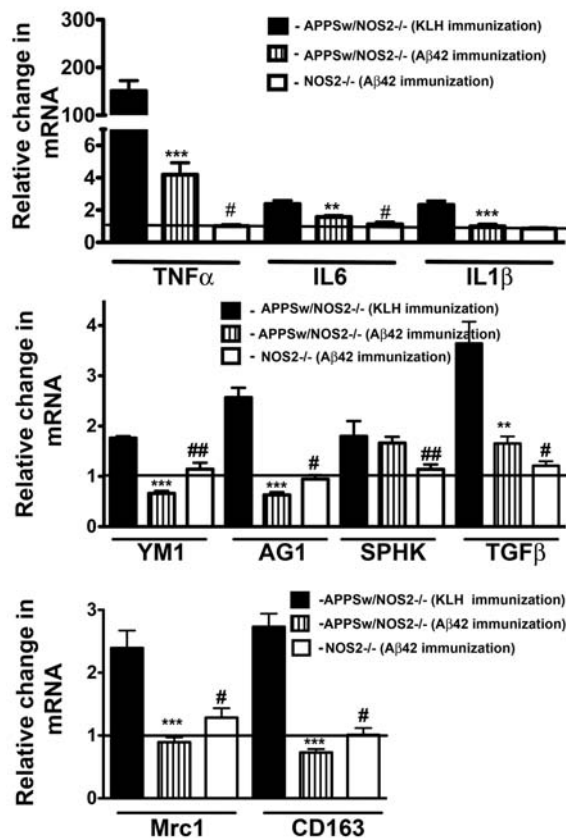 Relative change in
mRNA
300
150
100
6
4
2
0
- APPSw/NOS2-/- (KLH immunization)
- APPSw/NOS2-/- (Aβ42 immunization)
- NOS2-/- (Aβ42 immunization)
***
#
**
#
***
TNFα IL6 IL1β
Relative change in
mRNA
4
2
1
0
- APPSw/NOS2-/- (KLH immunization)
- APPSw/NOS2-/- (Aβ42 immunization)
- NOS2-/- (Aβ42 immunization)
***
##
***
#
##
**
#
YM1 AG1 SPHK TGFβ
Relative change in
mRNA
3
2
1
0
-APPSw/NOS2-/- (KLH immunization)
-APPSw/NOS2-/- (Aβ42 immunization)
-NOS2-/- (Aβ42 immunization)
***
#
***
#
Mrc1 CD163